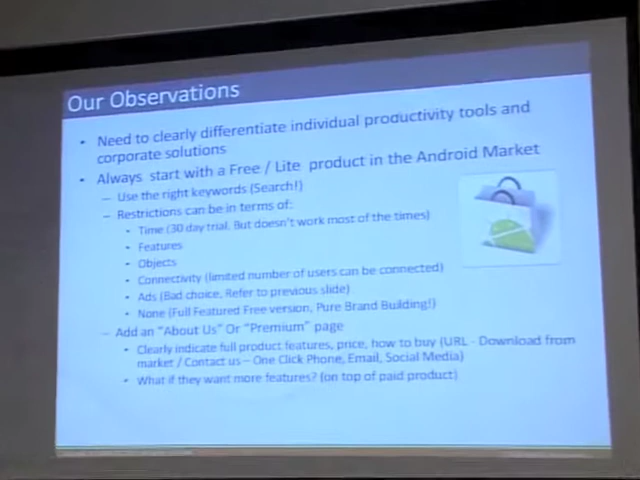 Our Observations
• Need to clearly differentiate individual productivity tools and
corporate solutions
• Always start with a Free / Lite product in the Android Market
– Use the right keywords (Search!)
– Restrictions can be in terms of:
• Time (30 day trial. But doesn't work most of the times)
• Features
• Objects
• Connectivity (limited number of users can be connected)
• Ads (Bad choice, Refer to previous slide)
• None (Full Featured Free version, Pure Brand Building!)
– Add an "About Us" Or "Premium" page
• Clearly indicate full product features, price, how to buy (URL - Download from
market / Contact us – One Click Phone, Email, Social Media)
• What if they want more features? (on top of paid product)